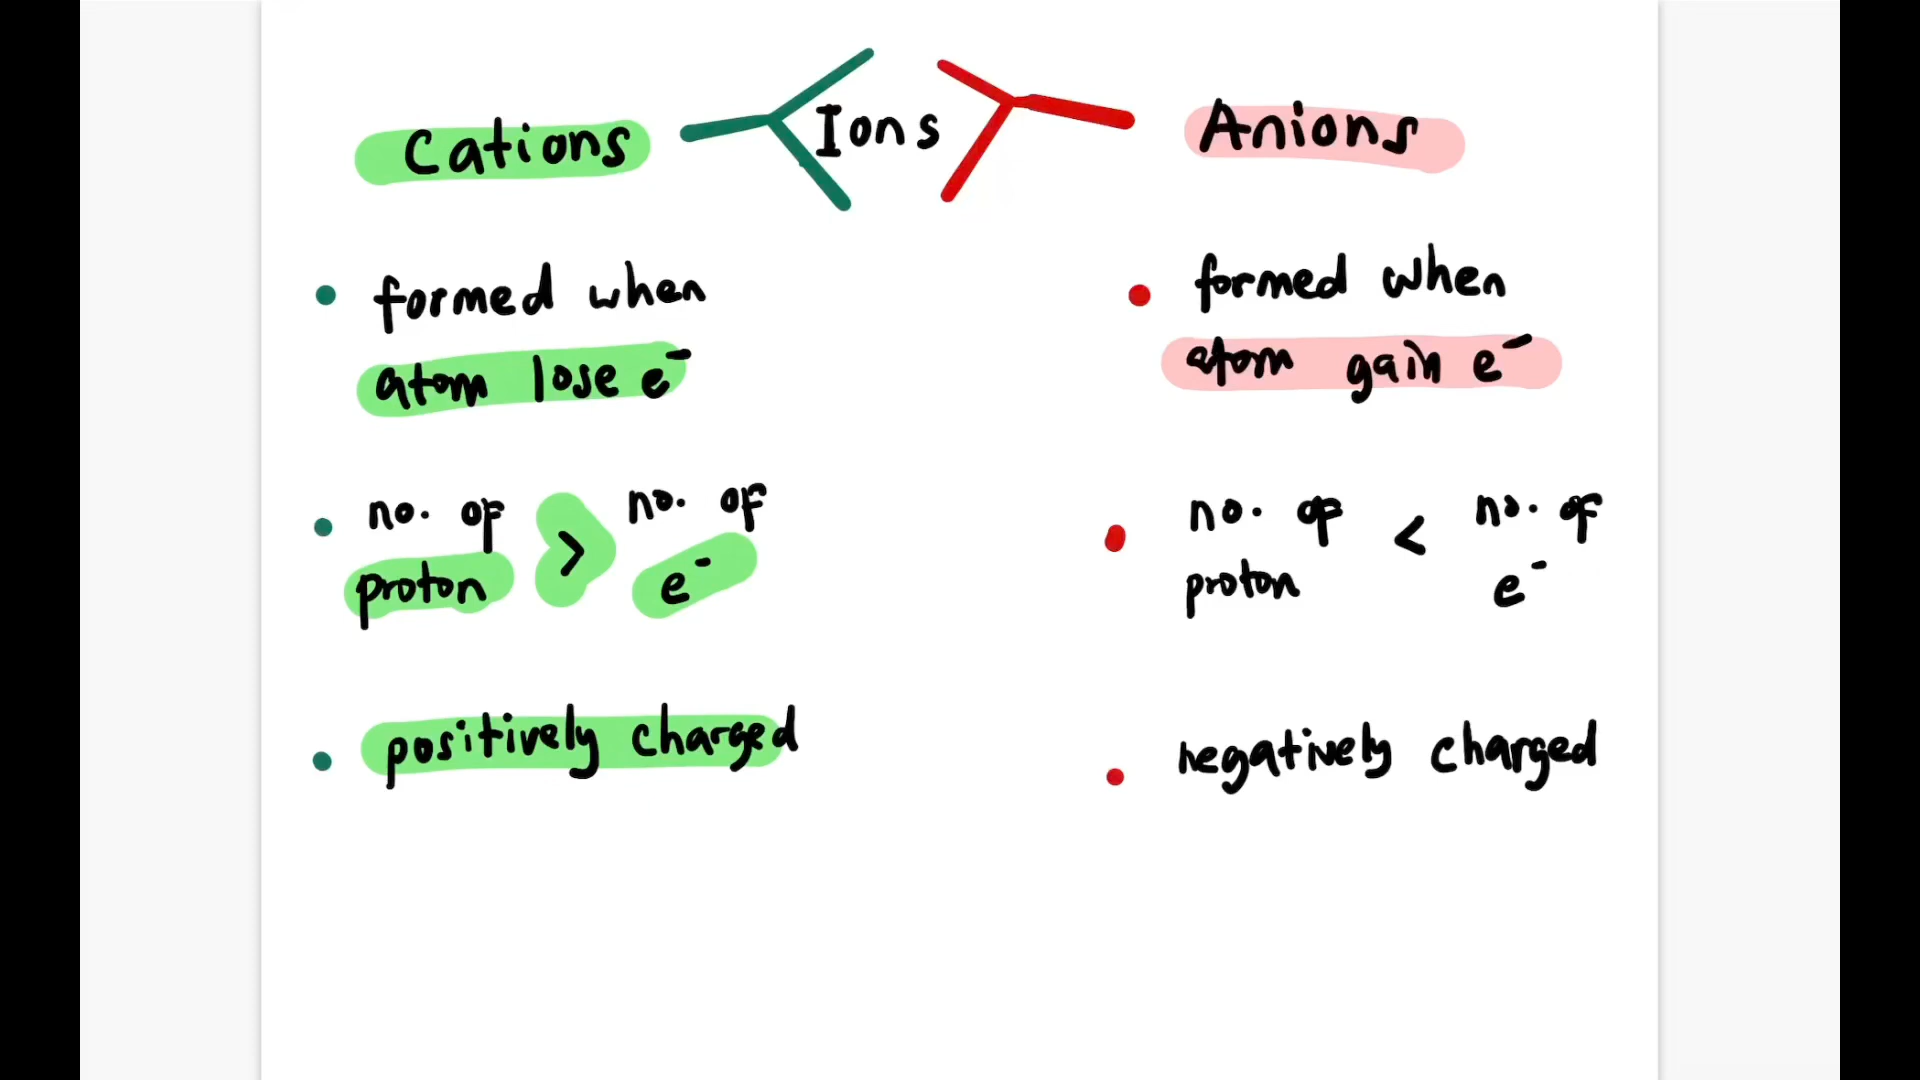 Cations Ions Anions
formed when
atom lose e⁻
no. of > no. of
proton e⁻
positively charged
formed when
atom gain e⁻
no. of < no. of
proton e⁻
negatively charged